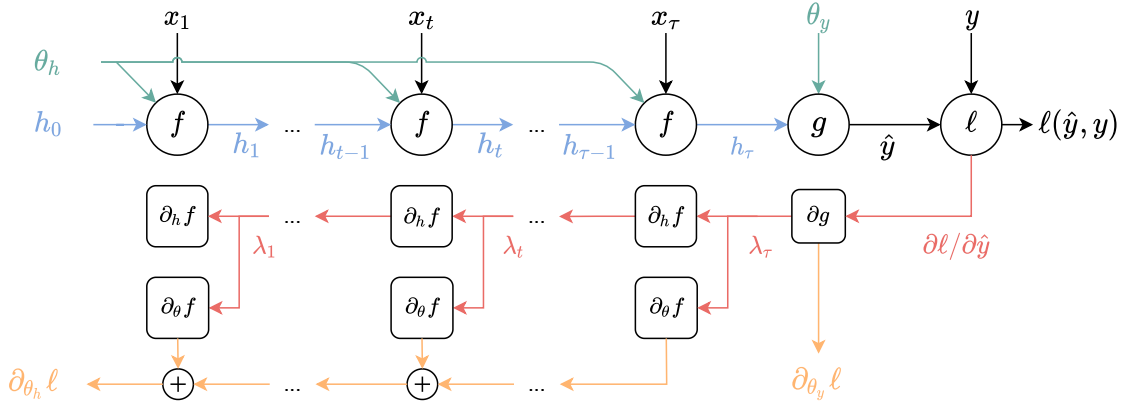 x₁ x_t x_τ θ_y y
θ_h
h₀ f f f g ℓ ℓ(ŷ, y)
h₁ ... h_{t−1} h_t ... h_{τ−1} h_τ ŷ
∂_h f ... ∂_h f ... ∂_h f ∂g
λ₁ λ_t λ_τ ∂ℓ/∂ŷ
∂_θ f ∂_θ f ∂_θ f
∂_{θ_h} ℓ + ... + ... ∂_{θ_y} ℓ